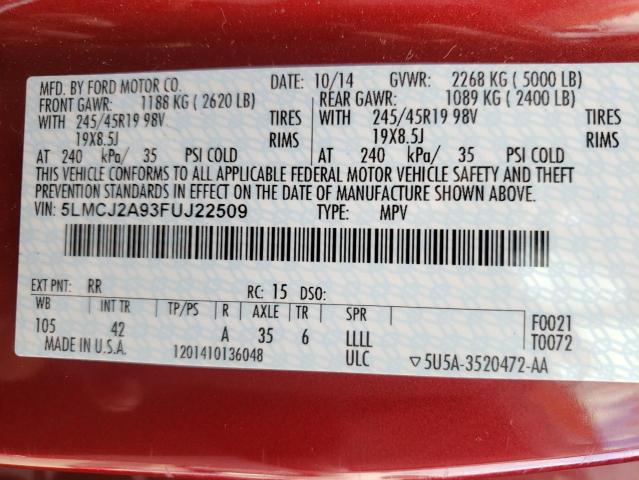 MFD. BY FORD MOTOR CO. DATE: 10/14 GVWR: 2268 KG ( 5000 LB)
FRONT GAWR: 1188 KG ( 2620 LB) REAR GAWR: 1089 KG ( 2400 LB)
WITH 245/45R19 98V TIRES WITH 245/45R19 98V TIRES
19X8.5J RIMS 19X8.5J RIMS
AT 240 kPa/ 35 PSI COLD AT 240 kPa/ 35 PSI COLD
THIS VEHICLE CONFORMS TO ALL APPLICABLE FEDERAL MOTOR VEHICLE SAFETY AND THEFT
PREVENTION STANDARDS IN EFFECT ON THE DATE OF MANUFACTURE SHOWN ABOVE.
VIN: 5LMCJ2A93FUJ22509 TYPE: MPV
EXT PNT: RR RC: 15 DSO:
WB INT TR TP/PS R AXLE TR SPR F0021
105 42 A 35 6 LLLL T0072
MADE IN U.S.A. 1201410136048 ULC ▽5U5A-3520472-AA